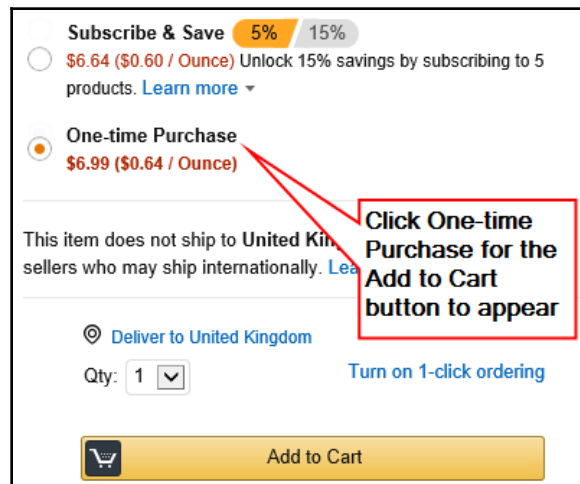 Subscribe & Save 5% 15%
$6.64 ($0.60 / Ounce) Unlock 15% savings by subscribing to 5
products. Learn more
One-time Purchase
$6.99 ($0.64 / Ounce)
Click One-time
Purchase for the
Add to Cart
button to appear
This item does not ship to United
sellers who may ship internationally.
Deliver to United Kingdom
Qty: 1 Turn on 1-click ordering
Add to Cart